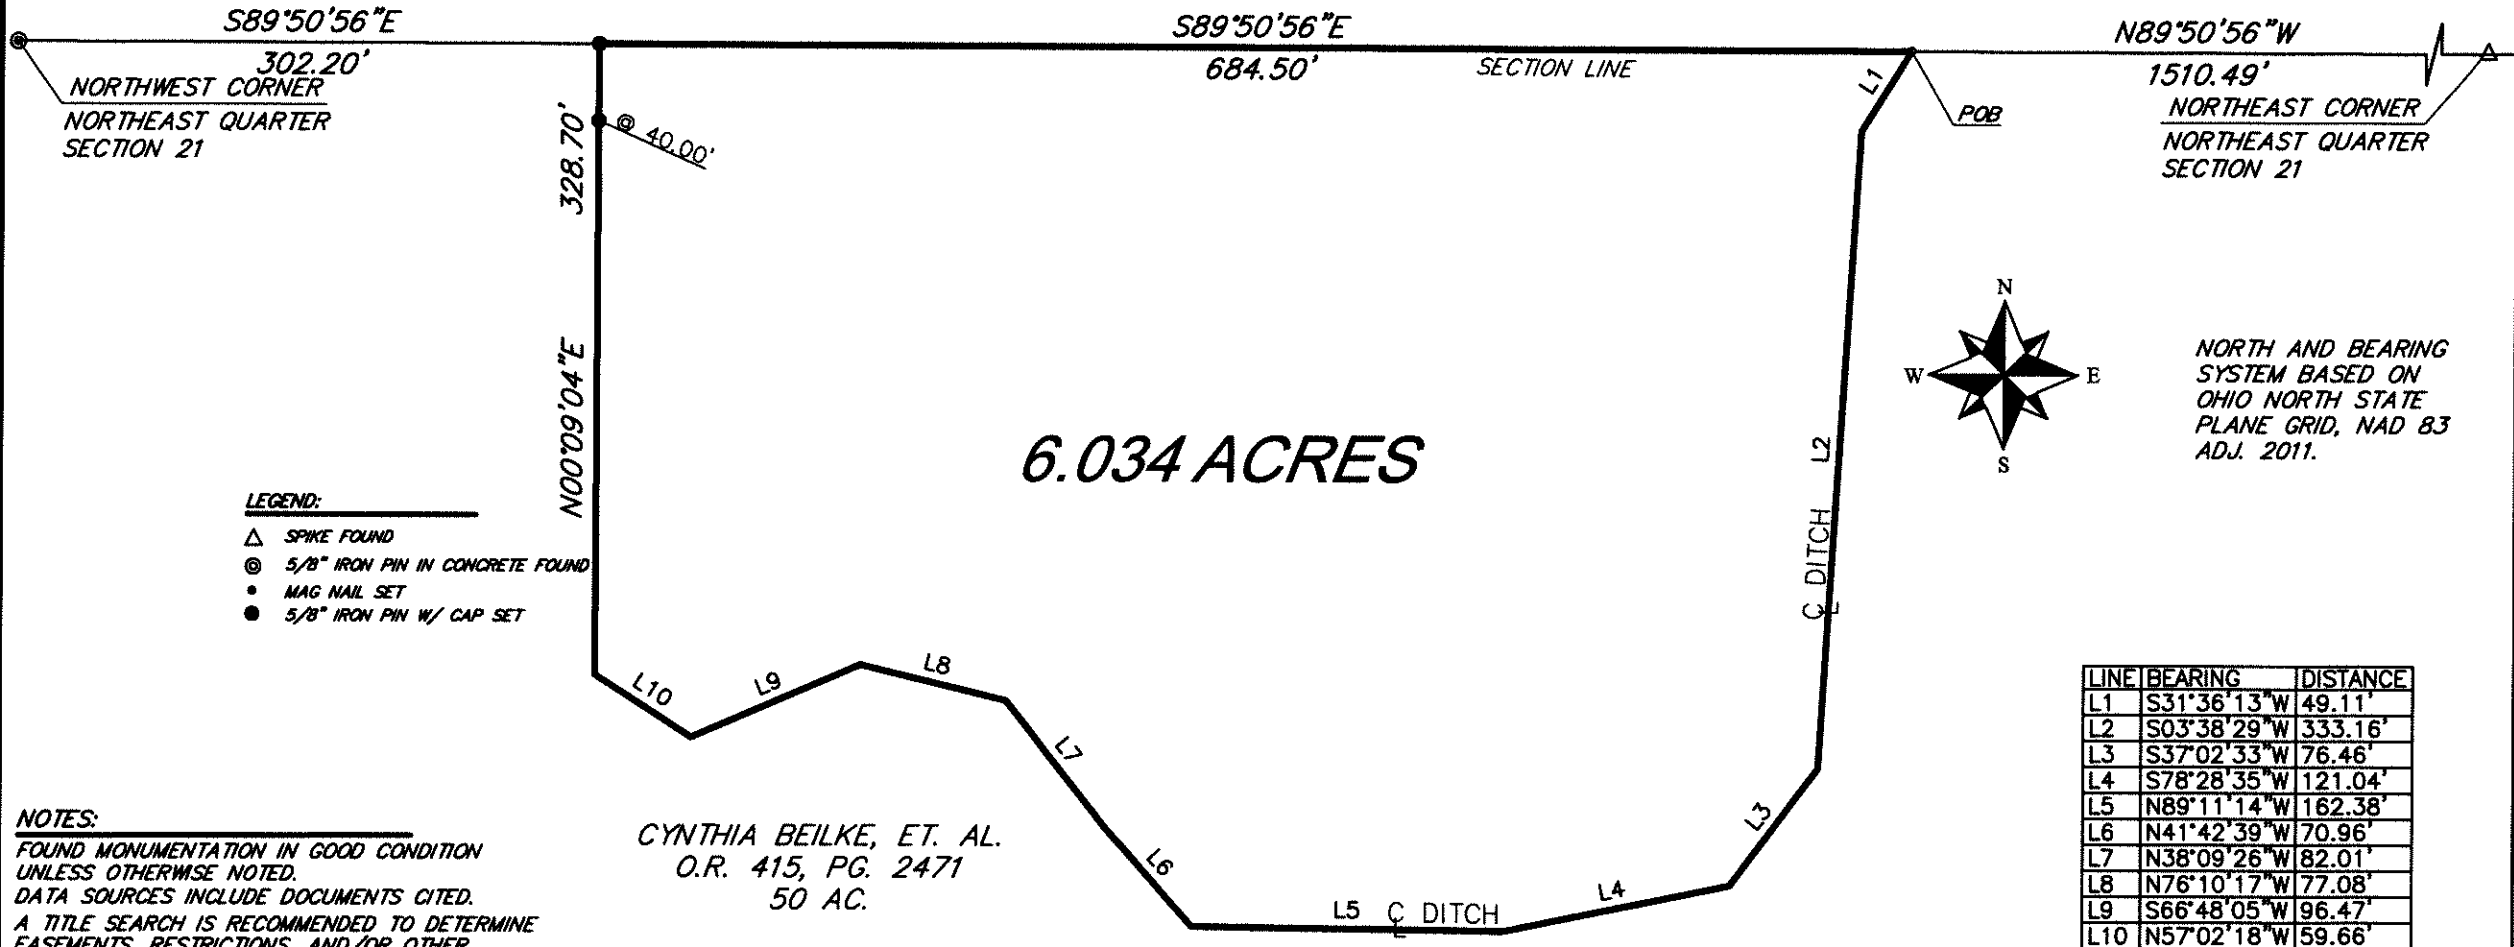 S89°50'56"E
302.20'
NORTHWEST CORNER
NORTHEAST QUARTER
SECTION 21
S89°50'56"E
684.50'
SECTION LINE
N89°50'56"W
1510.49'
NORTHEAST CORNER
NORTHEAST QUARTER
SECTION 21
POB
L1
328.70'
@ 40.00'
N00°09'04"E
6.034 ACRES
L2
C DITCH
L
N
W
E
S
NORTH AND BEARING
SYSTEM BASED ON
OHIO NORTH STATE
PLANE GRID, NAD 83
ADJ. 2011.
LEGEND:
SPIKE FOUND
5/8" IRON PIN IN CONCRETE FOUND
MAG NAIL SET
5/8" IRON PIN W/ CAP SET
L10
L9
L8
L7
L6
L5
C DITCH
L
L4
L3
LINE BEARING DISTANCE
L1 S31°36'13"W 49.11'
L2 S03°38'29"W 333.16'
L3 S37°02'33"W 76.46'
L4 S78°28'35"W 121.04'
L5 N89°11'14"W 162.38'
L6 N41°42'39"W 70.96'
L7 N38°09'26"W 82.01'
L8 N76°10'17"W 77.08'
L9 S66°48'05"W 96.47'
L10 N57°02'18"W 59.66'
NOTES:
FOUND MONUMENTATION IN GOOD CONDITION
UNLESS OTHERWISE NOTED.
DATA SOURCES INCLUDE DOCUMENTS CITED.
A TITLE SEARCH IS RECOMMENDED TO DETERMINE
EASEMENTS, RESTRICTIONS, AND/OR OTHER
CYNTHIA BEILKE, ET. AL.
O.R. 415, PG. 2471
50 AC.